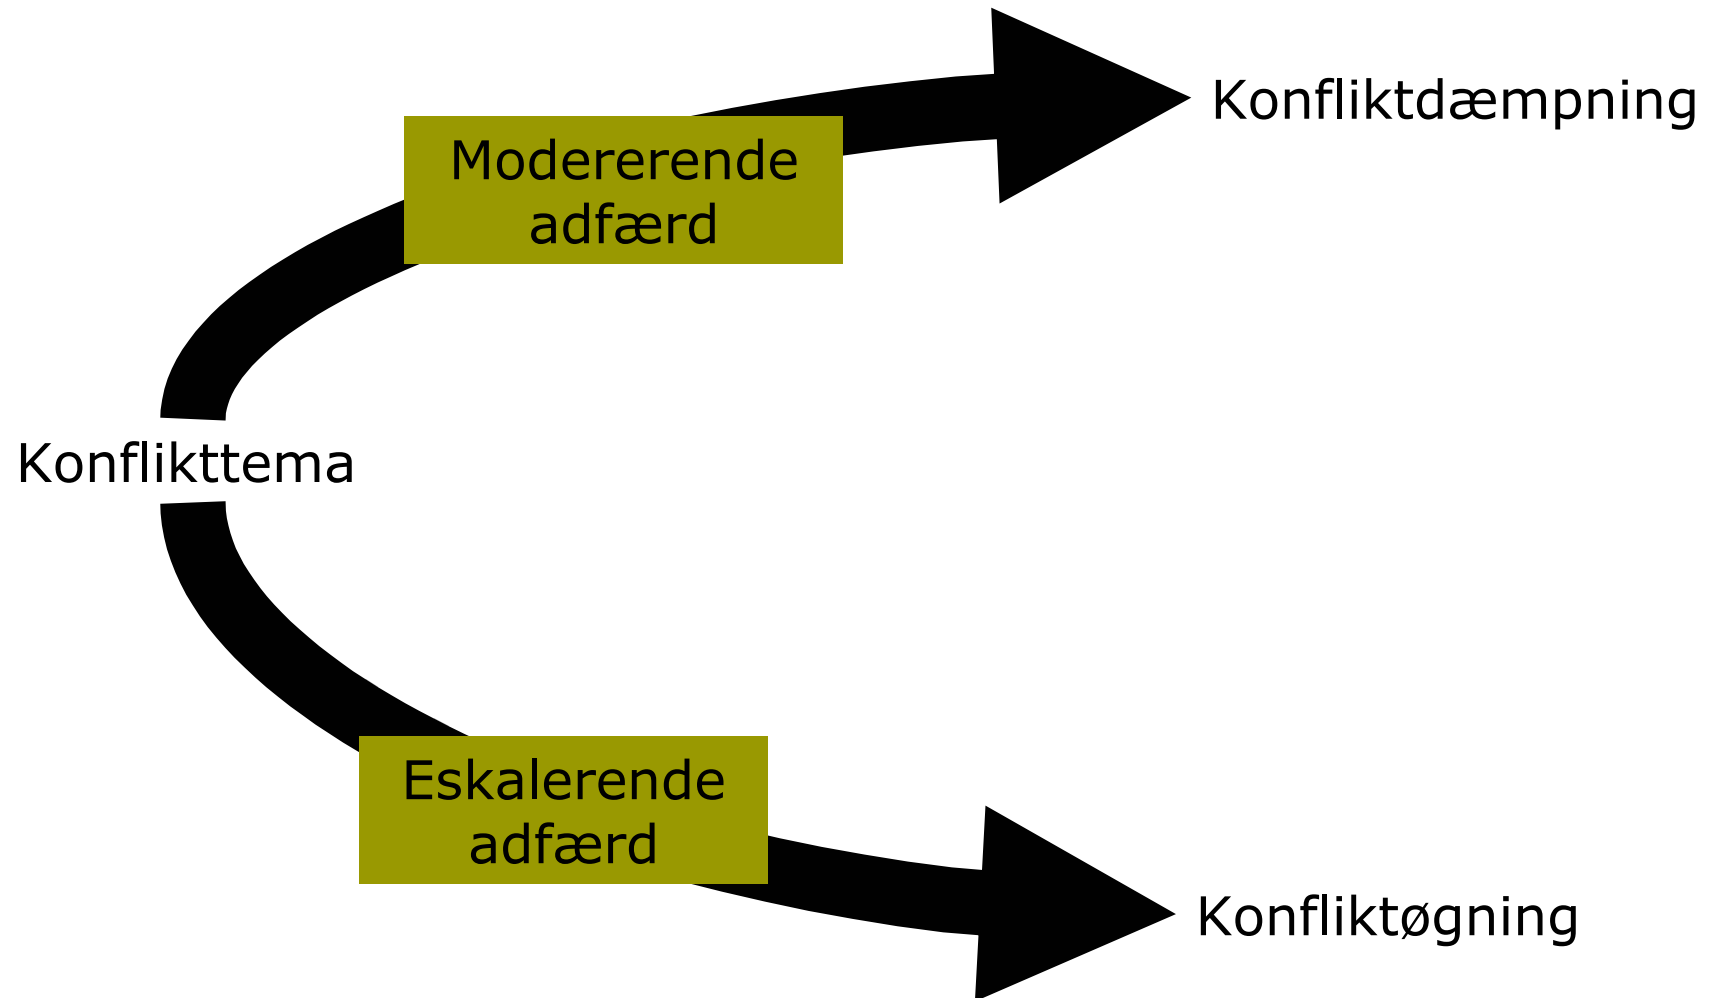 Konfliktdæmpning
Modererende
adfærd
Konflikttema
Eskalerende
adfærd
Konfliktøgning